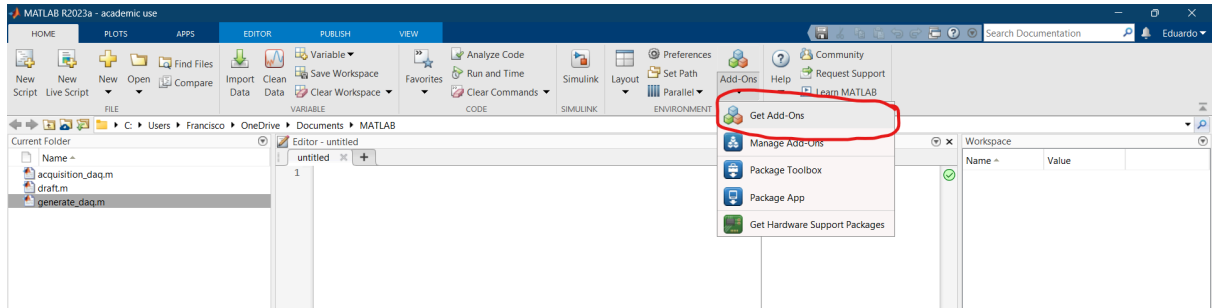 MATLAB R2023a - academic use
HOME PLOTS APPS EDITOR PUBLISH VIEW Search Documentation Eduardo
New Script New Live Script New Open Find Files Compare
FILE
Import Data Clean Data Variable Save Workspace Clear Workspace
VARIABLE
Favorites Analyze Code Run and Time Clear Commands
CODE
Simulink
SIMULINK
Layout Preferences Set Path Parallel Add-Ons
ENVIRONMENT
Help Community Request Support Learn MATLAB
C: Users Francisco OneDrive Documents MATLAB
Current Folder
Name
acquisition_daq.m
draft.m
generate_daq.m
Editor - untitled
untitled
1
Get Add-Ons
Manage Add-Ons
Package Toolbox
Package App
Get Hardware Support Packages
Workspace
Name Value